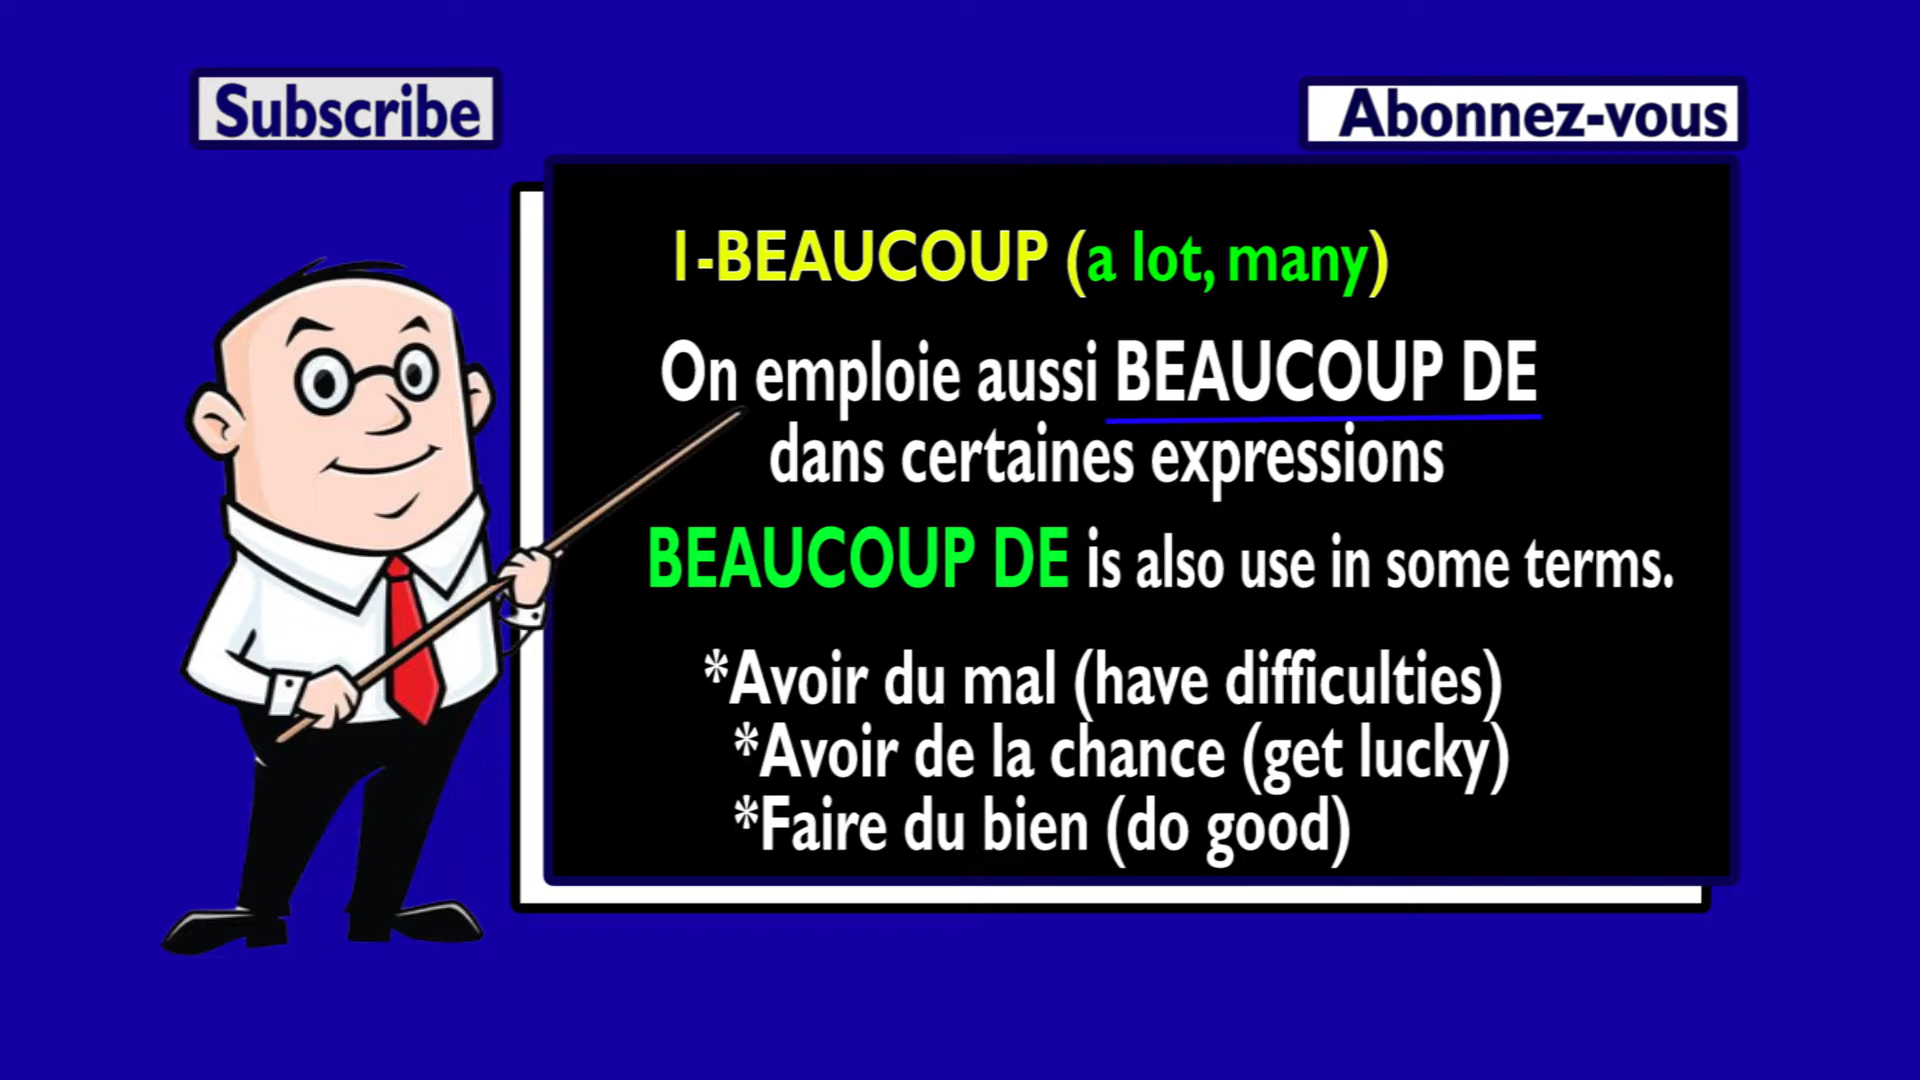 Subscribe
Abonnez-vous
1-BEAUCOUP (a lot, many)
On emploie aussi BEAUCOUP DE
dans certaines expressions
BEAUCOUP DE is also use in some terms.
*Avoir du mal (have difficulties)
*Avoir de la chance (get lucky)
*Faire du bien (do good)